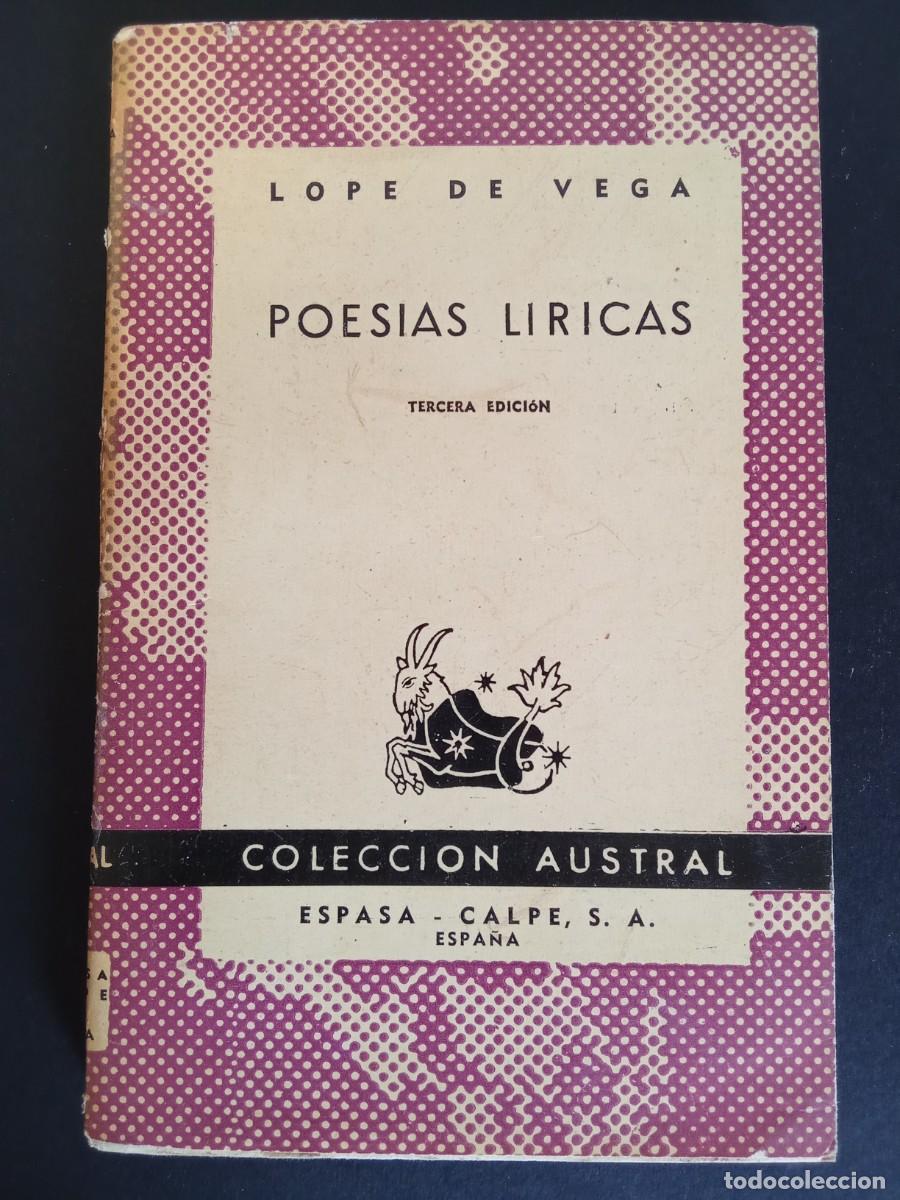 LOPE DE VEGA
POESIAS LIRICAS
TERCERA EDICIóN
COLECCION AUSTRAL
ESPASA - CALPE, S. A.
ESPAÑA
todocoleccion